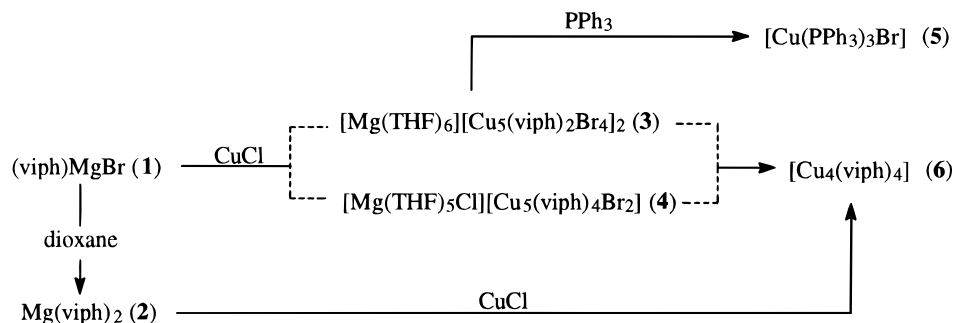 PPh3
[Cu(PPh3)3Br] (5)
[Mg(THF)6][Cu5(viph)2Br4]2 (3)
(viph)MgBr (1)
CuCl
[Cu4(viph)4] (6)
[Mg(THF)5Cl][Cu5(viph)4Br2] (4)
dioxane
Mg(viph)2 (2)
CuCl